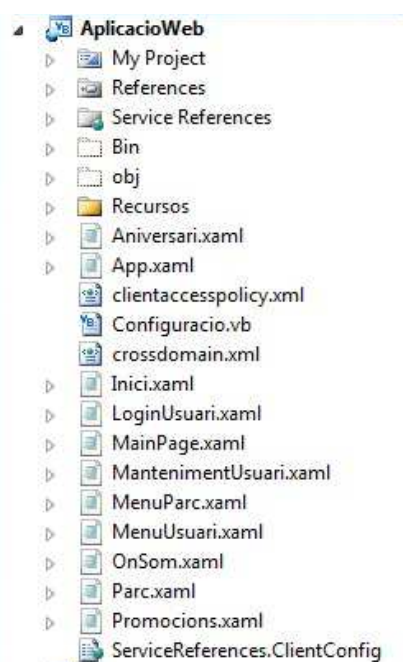 AplicacioWeb
My Project
References
Service References
Bin
obj
Recursos
Aniversari.xaml
App.xaml
clientaccesspolicy.xml
Configuracio.vb
crossdomain.xml
Inici.xaml
LoginUsuari.xaml
MainPage.xaml
MantenimentUsuari.xaml
MenuParc.xaml
MenuUsuari.xaml
OnSom.xaml
Parc.xaml
Promocions.xaml
ServiceReferences.ClientConfig